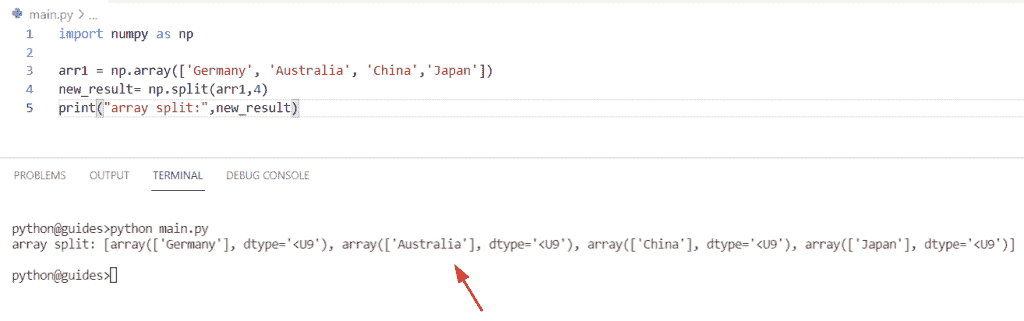 main.py > ...
1 import numpy as np
2
3 arr1 = np.array(['Germany', 'Australia', 'China','Japan'])
4 new_result= np.split(arr1,4)
5 print("array split:",new_result)
PROBLEMS OUTPUT TERMINAL DEBUG CONSOLE
python@guides>python main.py
array split: [array(['Germany'], dtype='<U9'), array(['Australia'], dtype='<U9'), array(['China'], dtype='<U9'), array(['Japan'], dtype='<U9')]
python@guides>